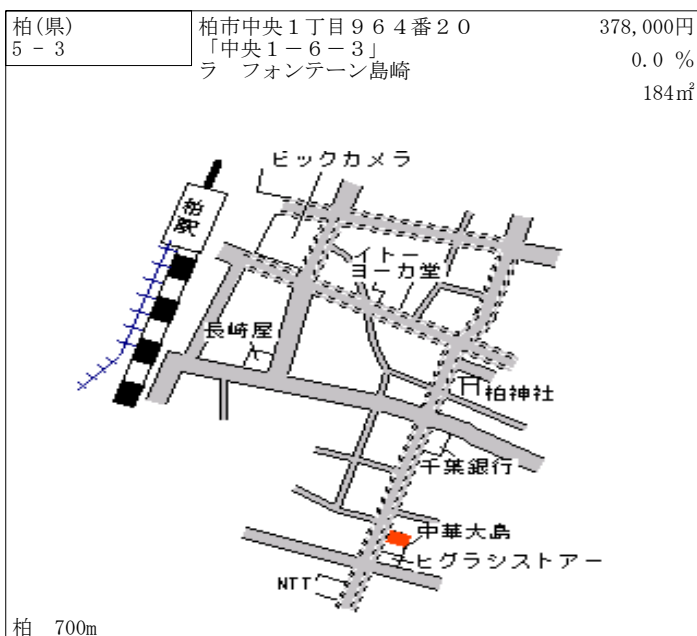 柏(県)
5 - 3
柏市中央１丁目９６４番20
「中央１－６－３」
ラ　フォンテーン島崎
378,000円
0.0 %
184㎡
ビックカメラ
柏駅
イトーヨーカ堂
長崎屋
柏神社
千葉銀行
中華大島
ヒグラシストアー
NTT
柏　700m